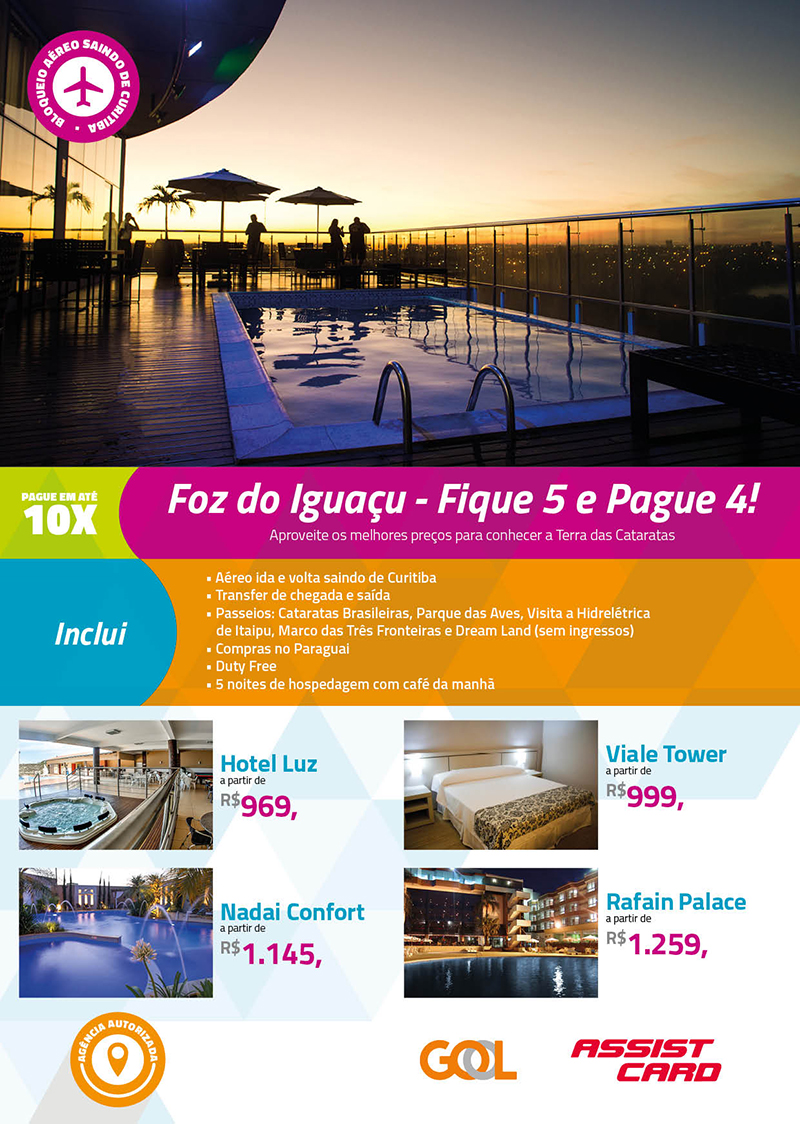 BLOQUEIO AÉREO SAINDO DE CURITIBA •
PAGUE EM ATÉ
10X
Foz do Iguaçu - Fique 5 e Pague 4!
Aproveite os melhores preços para conhecer a Terra das Cataratas
Inclui
• Aéreo ida e volta saindo de Curitiba
• Transfer de chegada e saída
• Passeios: Cataratas Brasileiras, Parque das Aves, Visita a Hidrelétrica
de Itaipu, Marco das Três Fronteiras e Dream Land (sem ingressos)
• Compras no Paraguai
• Duty Free
• 5 noites de hospedagem com café da manhã
Hotel Luz
a partir de
R$969,
Viale Tower
a partir de
R$999,
Nadai Confort
a partir de
R$1.145,
Rafain Palace
a partir de
R$1.259,
AGÊNCIA AUTORIZADA
GOL
ASSIST
CARD